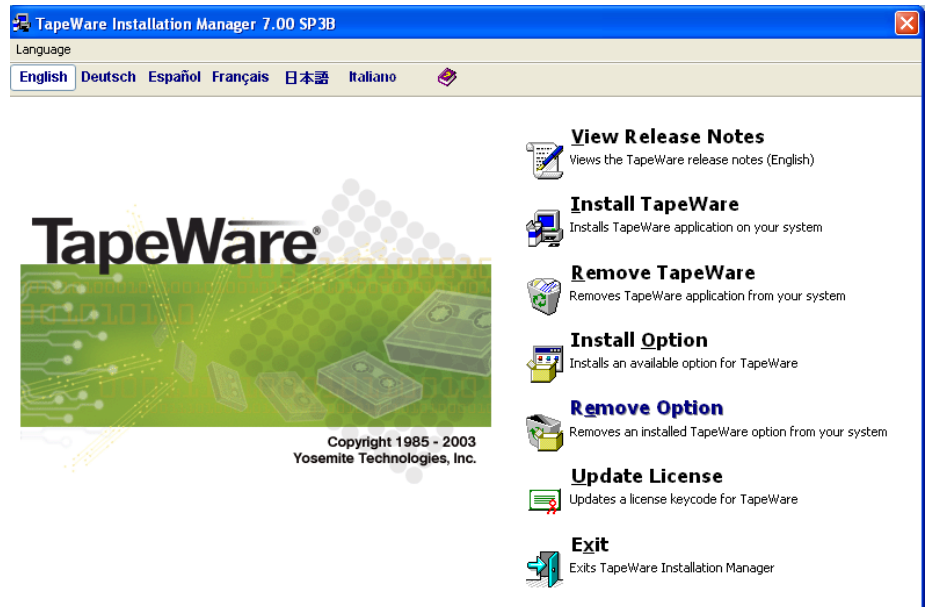 TapeWare Installation Manager 7.00 SP3B
Language
English Deutsch Español Français 日本語 Italiano
View Release Notes
Views the TapeWare release notes (English)
Install TapeWare
Installs TapeWare application on your system
TapeWare®
Remove TapeWare
Removes TapeWare application from your system
Install Option
Installs an available option for TapeWare
Remove Option
Removes an installed TapeWare option from your system
Copyright 1985 - 2003
Yosemite Technologies, Inc.
Update License
Updates a license keycode for TapeWare
Exit
Exits TapeWare Installation Manager